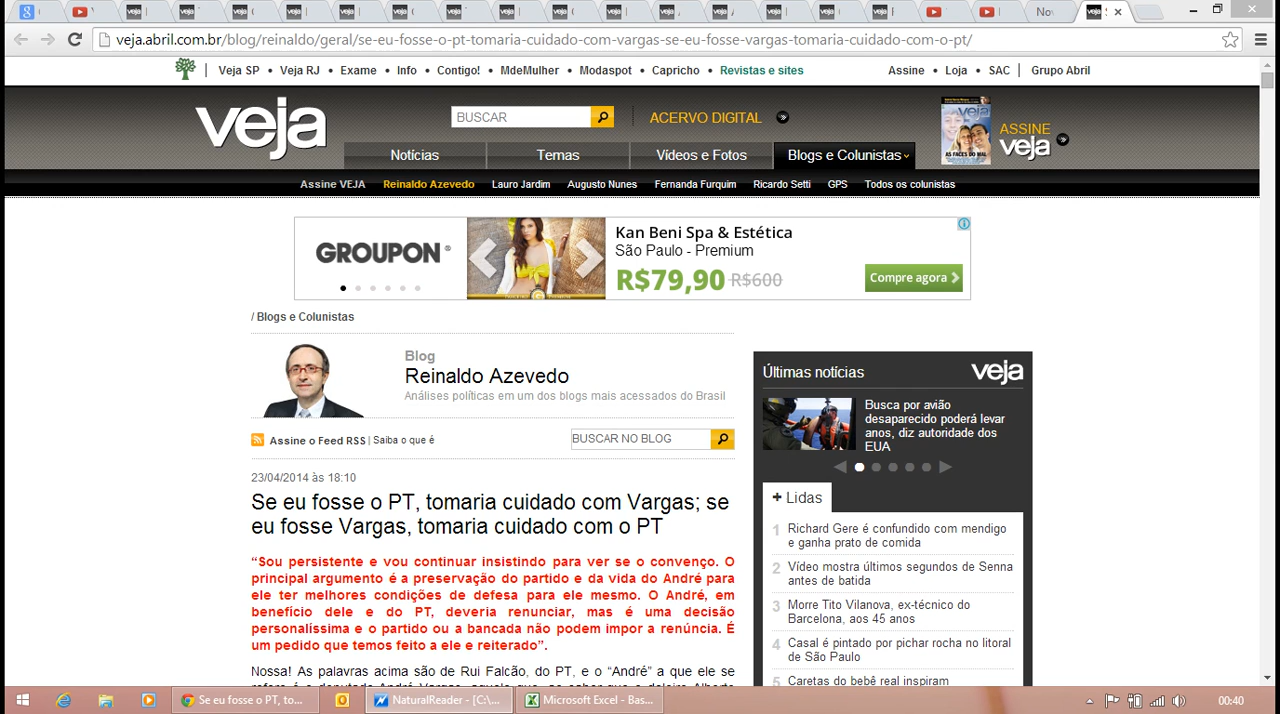 veja.abril.com.br/blog/reinaldo/geral/se-eu-fosse-o-pt-tomaria-cuidado-com-vargas-se-eu-fosse-vargas-tomaria-cuidado-com-o-pt/
Veja SP • Veja RJ • Exame • Info • Contigo! • MdeMulher • Modaspot • Capricho • Revistas e sites
Assine • Loja • SAC | Grupo Abril
veja
BUSCAR
ACERVO DIGITAL
ASSINE
veja
Notícias
Temas
Vídeos e Fotos
Blogs e Colunistas
Assine VEJA
Reinaldo Azevedo
Lauro Jardim
Augusto Nunes
Fernanda Furquim
Ricardo Setti
GPS
Todos os colunistas
GROUPON
Kan Beni Spa & Estética
São Paulo - Premium
R$79,90 R$600
Compre agora
/ Blogs e Colunistas
Blog
Reinaldo Azevedo
Análises políticas em um dos blogs mais acessados do Brasil
Assine o Feed RSS | Saiba o que é
BUSCAR NO BLOG
23/04/2014 às 18:10
Se eu fosse o PT, tomaria cuidado com Vargas; se
eu fosse Vargas, tomaria cuidado com o PT
“Sou persistente e vou continuar insistindo para ver se o convenço. O
principal argumento é a preservação do partido e da vida do André para
ele ter melhores condições de defesa para ele mesmo. O André, em
benefício dele e do PT, deveria renunciar, mas é uma decisão
personalíssima e o partido ou a bancada não podem impor a renúncia. É
um pedido que temos feito a ele e reiterado”.
Nossa! As palavras acima são de Rui Falcão, do PT, e o “André” a que ele se
Últimas notícias
veja
Busca por avião
desaparecido poderá levar
anos, diz autoridade dos
EUA
+ Lidas
1 Richard Gere é confundido com mendigo
e ganha prato de comida
2 Vídeo mostra últimos segundos de Senna
antes de batida
3 Morre Tito Vilanova, ex-técnico do
Barcelona, aos 45 anos
4 Casal é pintado por pichar rocha no litoral
de São Paulo
5 Caretas do bebê real inspiram
Se eu fosse o PT, to...
NaturalReader - [C:\...
Microsoft Excel - Bas...
00:40